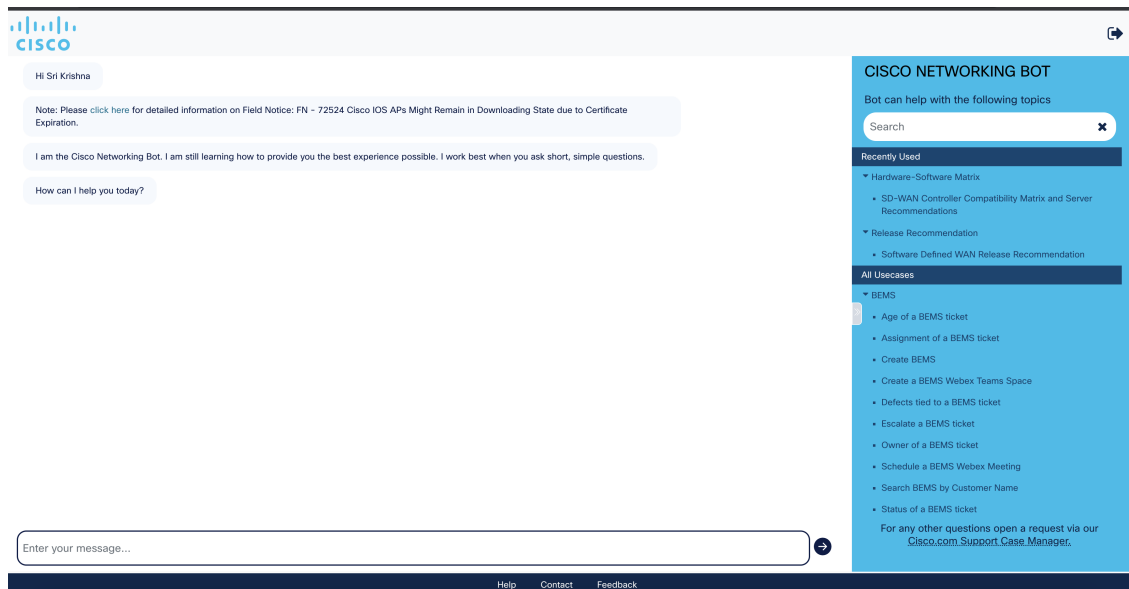 CISCO
Hi Sri Krishna
Note: Please click here for detailed information on Field Notice: FN - 72524 Cisco IOS APs Might Remain in Downloading State due to Certificate
Expiration.
I am the Cisco Networking Bot. I am still learning how to provide you the best experience possible. I work best when you ask short, simple questions.
How can I help you today?
Enter your message...
CISCO NETWORKING BOT
Bot can help with the following topics
Search
Recently Used
Hardware-Software Matrix
SD-WAN Controller Compatibility Matrix and Server
Recommendations
Release Recommendation
Software Defined WAN Release Recommendation
All Usecases
BEMS
Age of a BEMS ticket
Assignment of a BEMS ticket
Create BEMS
Create a BEMS Webex Teams Space
Defects tied to a BEMS ticket
Escalate a BEMS ticket
Owner of a BEMS ticket
Schedule a BEMS Webex Meeting
Search BEMS by Customer Name
Status of a BEMS ticket
For any other questions open a request via our
Cisco.com Support Case Manager.
Help Contact Feedback